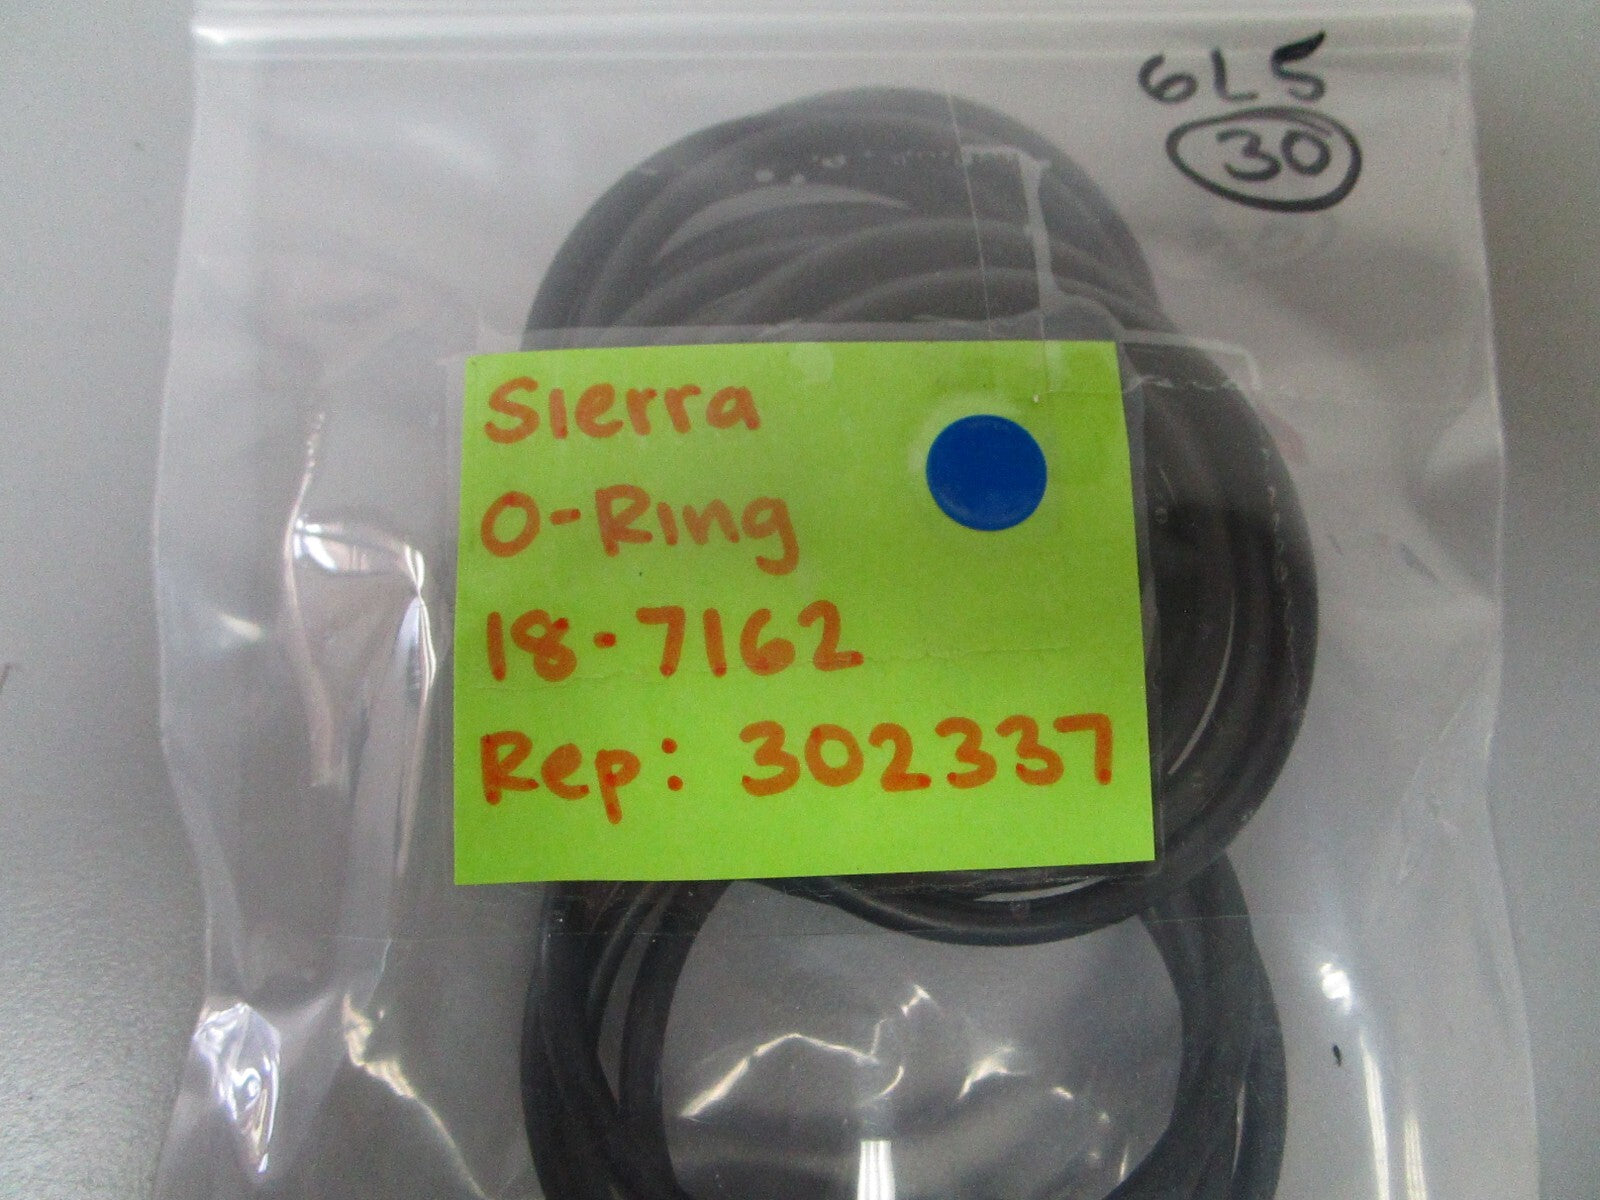 6L5
30
Sierra
O-Ring
18-7162
Rep: 302337